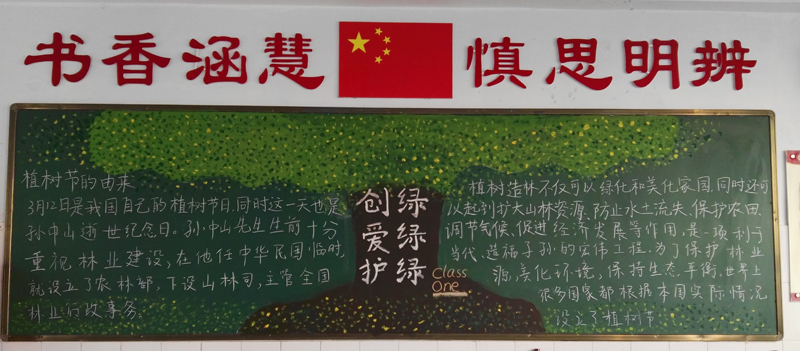 书香涵慧 慎思明辨
植树节的由来
3月12日是我国自己的植树节日,同时这一天也是
孙中山逝世纪念日。孙中山先生生前十分
重视林业建设,在他任中华民国临时
就设立了农林部,下设山林司,主管全国
林业行政事务。
创绿
爱绿
护绿
Class
One
植树造林不仅可以绿化和美化家园,同时还可
以起到扩大山林资源、防止水土流失、保护农田、
调节气候、促进经济发展等作用,是一项利于
当代、造福子孙的宏伟工程。为了保护林业
源,美化环境,保持生态平衡,世界上
很多国家都根据本国实际情况
设立了植树节